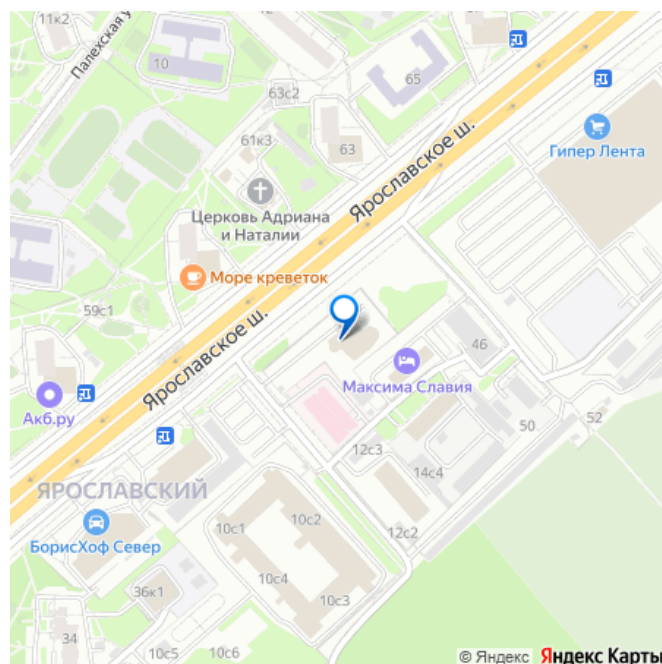 11к2
Палехская у
10
65
63с2
61к3
63
Гипер Лента
Ярославское ш.
Церковь Адриана
и Наталии
Море креветок
59с1
Ярославское ш.
46
Максима Славия
Акб.ру
52
50
12с3
14с4
ЯРОСЛАВСКИЙ
10с1
10с2
12с2
БорисХоф Север
10с4
36к1
10с3
34
10с5
10с6
© Яндекс Яндекс Карты